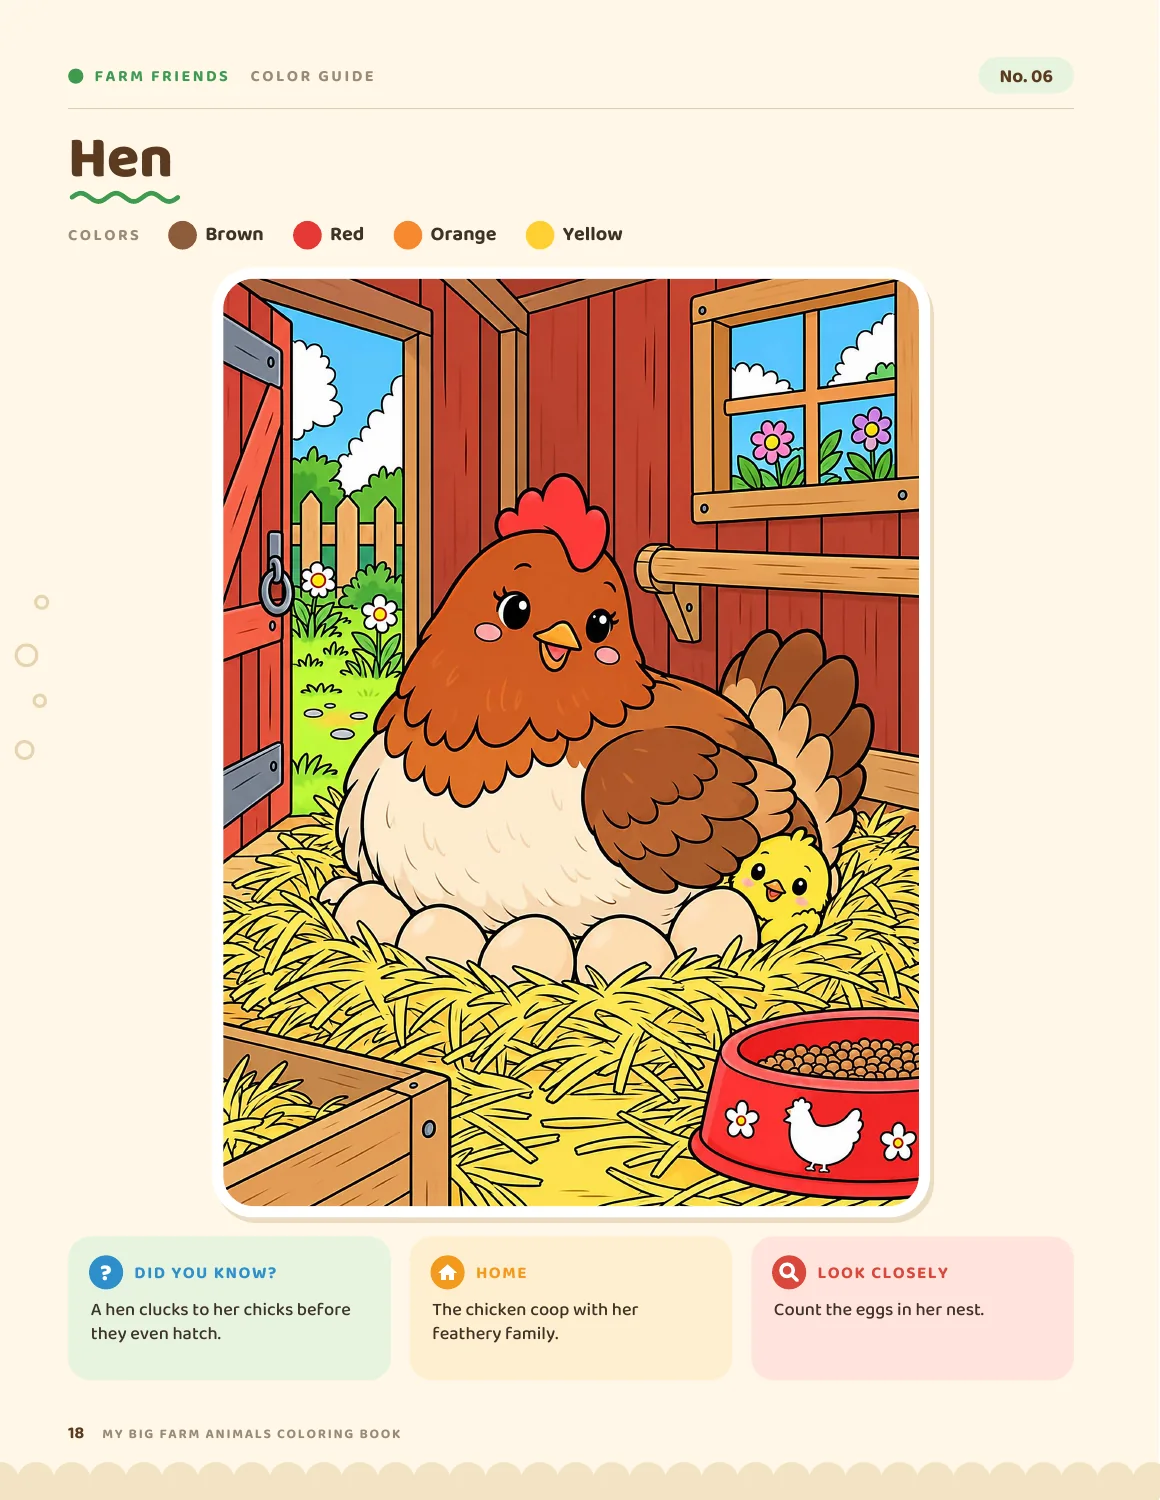 FARM FRIENDS COLOR GUIDE
No. 06
Hen
COLORS Brown Red Orange Yellow
? DID YOU KNOW?
A hen clucks to her chicks before
they even hatch.
HOME
The chicken coop with her
feathery family.
LOOK CLOSELY
Count the eggs in her nest.
18 MY BIG FARM ANIMALS COLORING BOOK